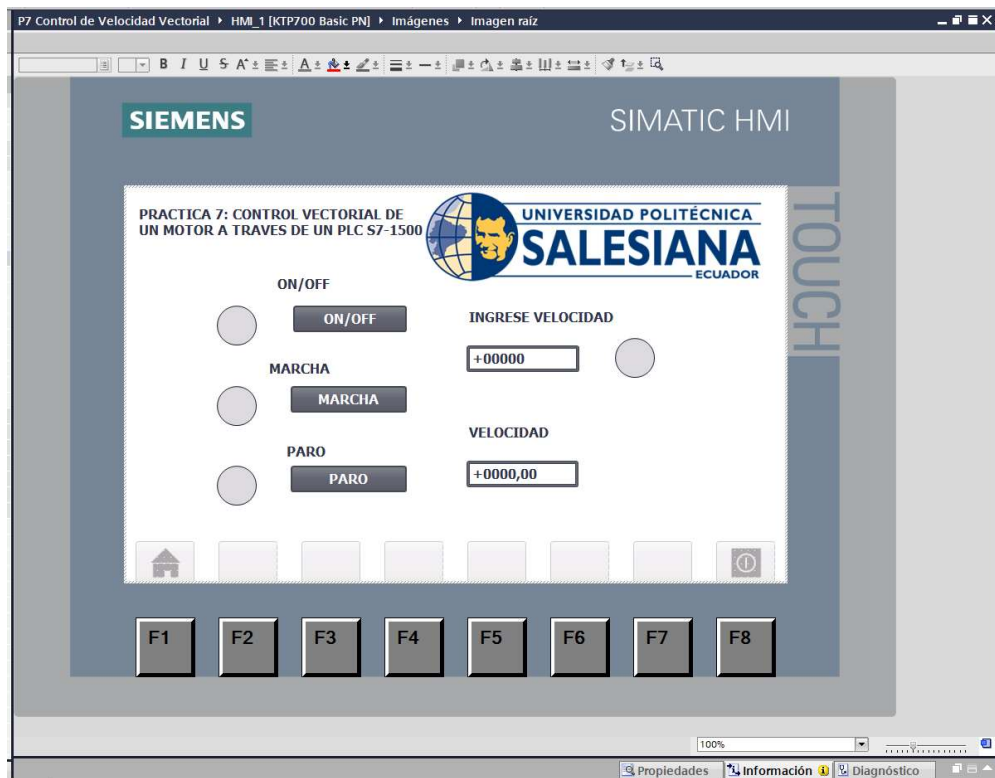 P7 Control de Velocidad Vectorial ▸ HMI_1 [KTP700 Basic PN] ▸ Imágenes ▸ Imagen raíz
B I U S A
SIEMENS
SIMATIC HMI
TOUCH
PRACTICA 7: CONTROL VECTORIAL DE
UN MOTOR A TRAVES DE UN PLC S7-1500
UNIVERSIDAD POLITÉCNICA
SALESIANA
ECUADOR
ON/OFF
ON/OFF
INGRESE VELOCIDAD
+00000
MARCHA
MARCHA
VELOCIDAD
PARO
+0000,00
PARO
F1 F2 F3 F4 F5 F6 F7 F8
100%
Propiedades Información Diagnóstico